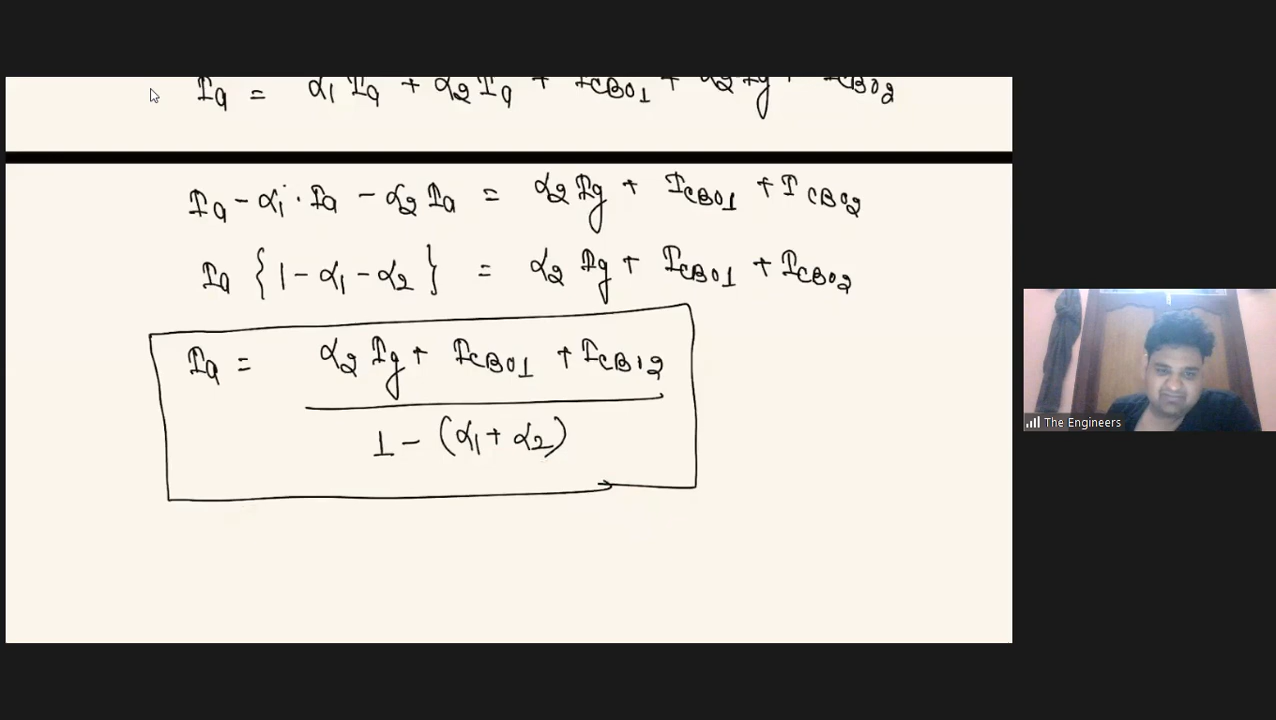 Ia = α1 Ia + α2 Ia + ICBO1 + α2 Ig + ICBO2
Ia - α1 · Ia - α2 Ia = α2 Ig + ICBO1 + ICBO2
Ia {1 - α1 - α2} = α2 Ig + ICBO1 + ICBO2
Ia = α2 Ig + ICBO1 + ICBO2
1 - (α1 + α2)
The Engineers